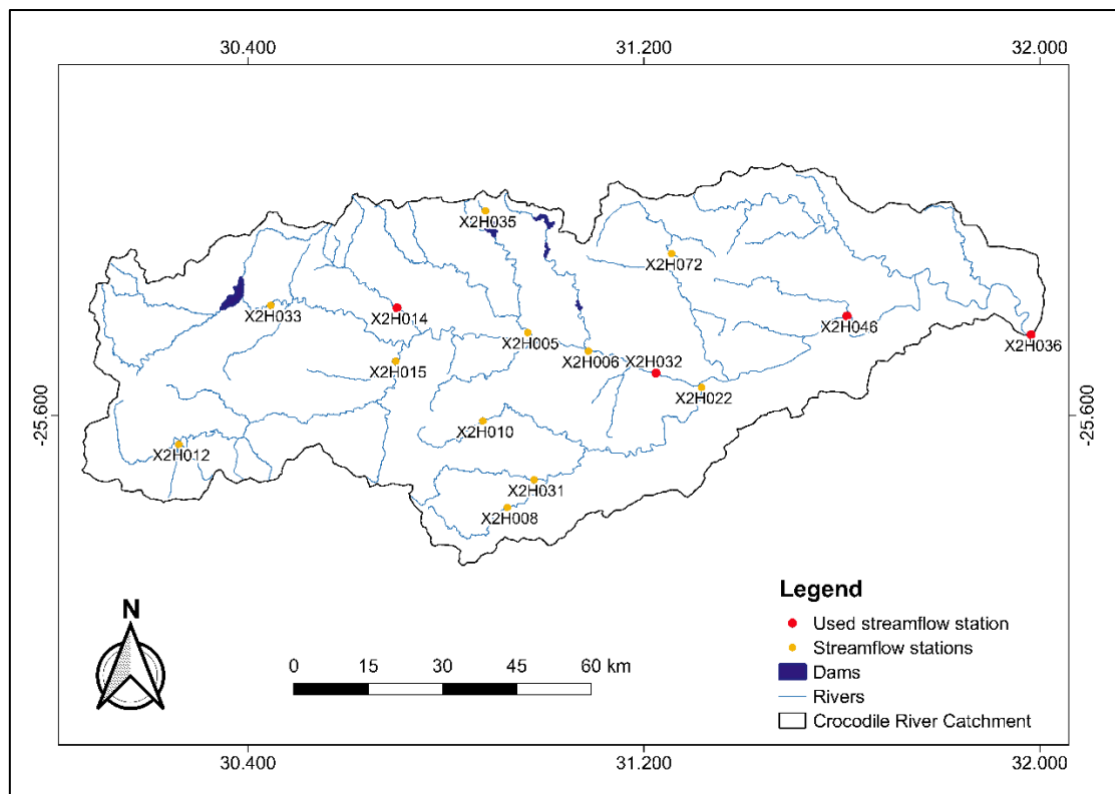 30.400
31.200
32.000
X2H035
X2H072
X2H033
X2H014
X2H046
X2H005
X2H036
X2H006
X2H032
X2H015
X2H022
-25.600
-25.600
X2H010
X2H012
X2H031
X2H008
Legend
Used streamflow station
Streamflow stations
Dams
Rivers
Crocodile River Catchment
N
0 15 30 45 60 km
30.400
31.200
32.000